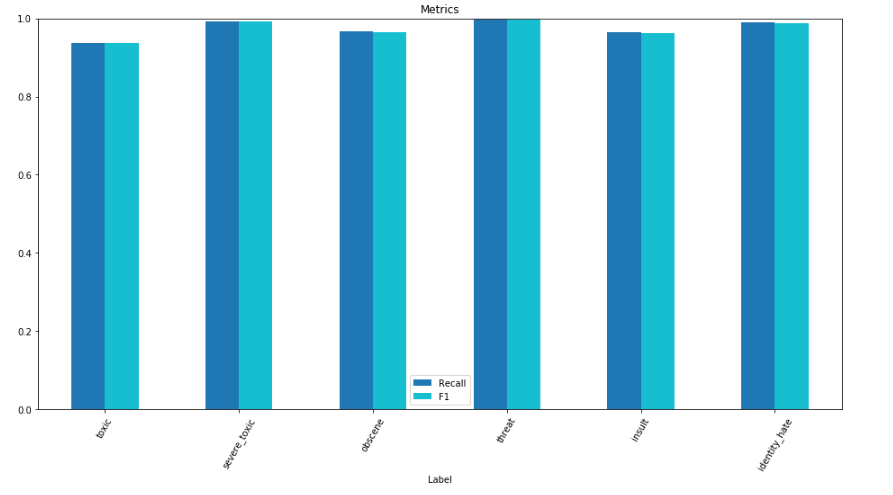 Metrics
1.0
0.8
0.6
0.4
0.2
0.0
Recall
F1
toxic
severe_toxic
obscene
threat
insult
identity_hate
Label